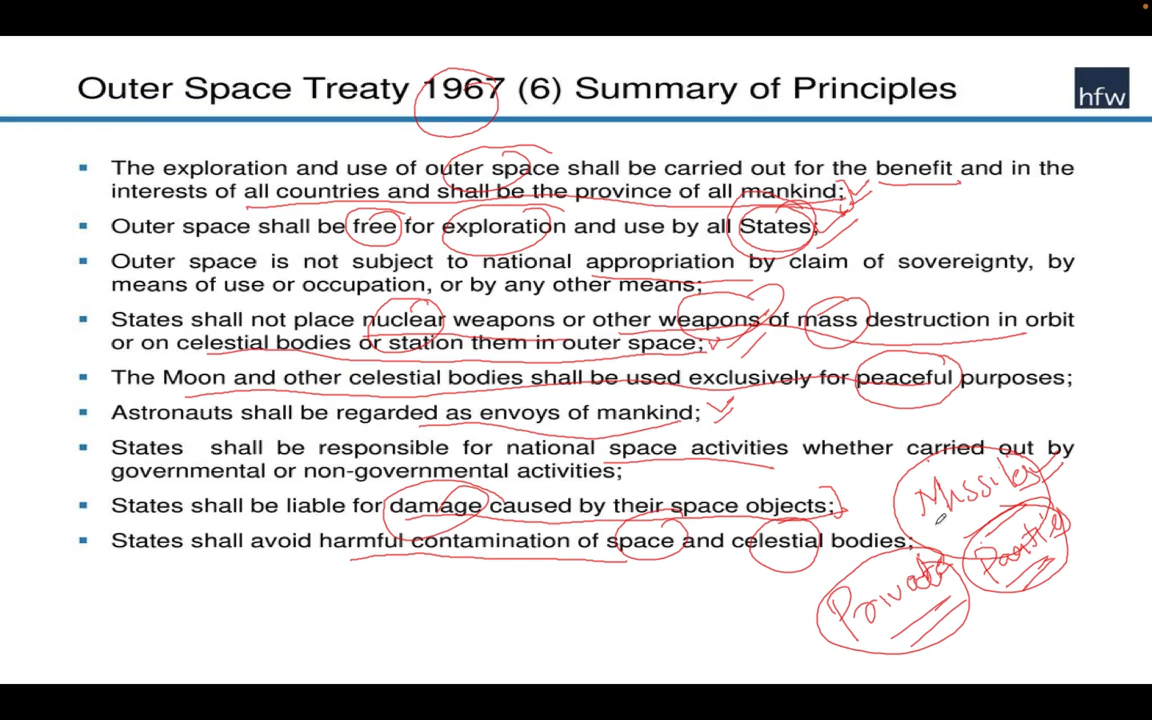 Outer Space Treaty 1967 (6) Summary of Principles
hfw
▪ The exploration and use of outer space shall be carried out for the benefit and in the
interests of all countries and shall be the province of all mankind;
▪ Outer space shall be free for exploration and use by all States;
▪ Outer space is not subject to national appropriation by claim of sovereignty, by
means of use or occupation, or by any other means;
▪ States shall not place nuclear weapons or other weapons of mass destruction in orbit
or on celestial bodies or station them in outer space;
▪ The Moon and other celestial bodies shall be used exclusively for peaceful purposes;
▪ Astronauts shall be regarded as envoys of mankind;
▪ States shall be responsible for national space activities whether carried out by
governmental or non-governmental activities;
▪ States shall be liable for damage caused by their space objects;
▪ States shall avoid harmful contamination of space and celestial bodies;
Private